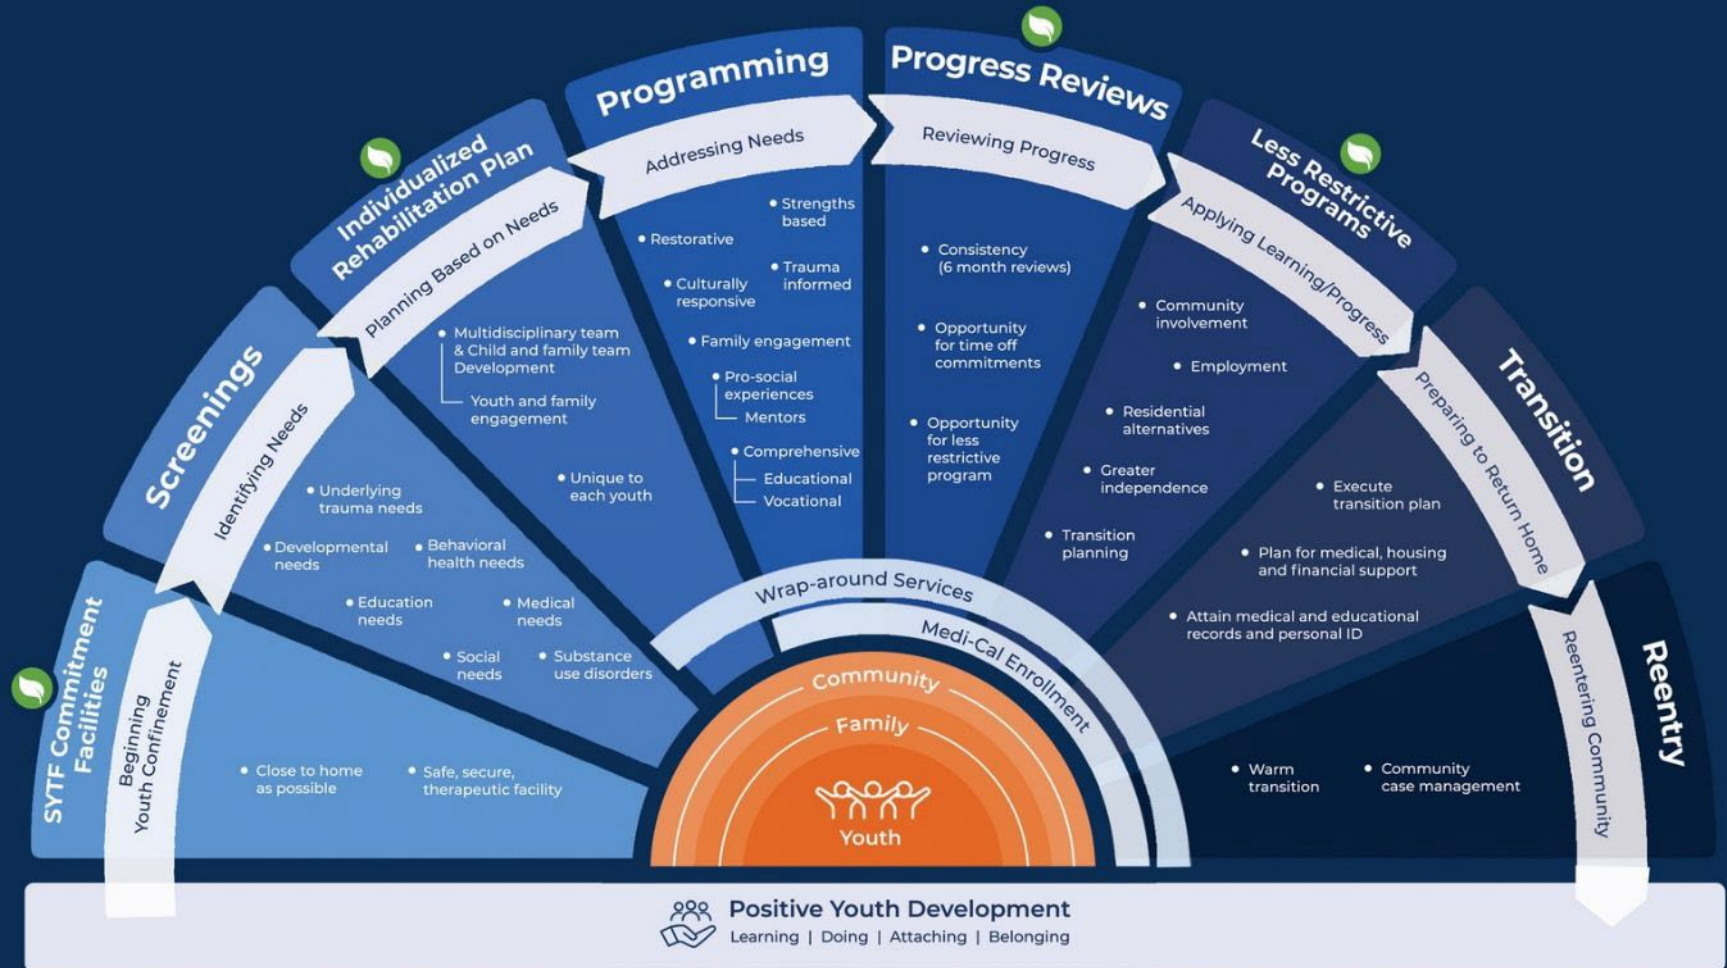 SYTF Commitment
Facilities
Beginning
Youth Confinement
• Close to home
as possible
• Safe, secure,
therapeutic facility
Screenings
Identifying Needs
• Underlying
trauma needs
• Developmental
needs
• Behavioral
health needs
• Education
needs
• Medical
needs
• Social
needs
• Substance
use disorders
Individualized
Rehabilitation Plan
Planning Based on Needs
• Multidisciplinary team
& Child and family team
Development
Youth and family
engagement
• Unique to
each youth
Programming
Addressing Needs
• Strengths
based
• Restorative
• Trauma
informed
• Culturally
responsive
• Family engagement
• Pro-social
experiences
Mentors
• Comprehensive
Educational
Vocational
Progress Reviews
Reviewing Progress
• Consistency
(6 month reviews)
• Opportunity
for time off
commitments
• Opportunity
for less
restrictive
program
Less Restrictive
Programs
Applying Learning/Progress
• Community
involvement
• Employment
• Residential
alternatives
• Greater
independence
• Transition
planning
Transition
Preparing to Return Home
• Execute
transition plan
• Plan for medical, housing
and financial support
• Attain medical and educational
records and personal ID
Reentry
Reentering Community
• Warm
transition
• Community
case management
Wrap-around Services
Medi-Cal Enrollment
Community
Family
Youth
Positive Youth Development
Learning | Doing | Attaching | Belonging